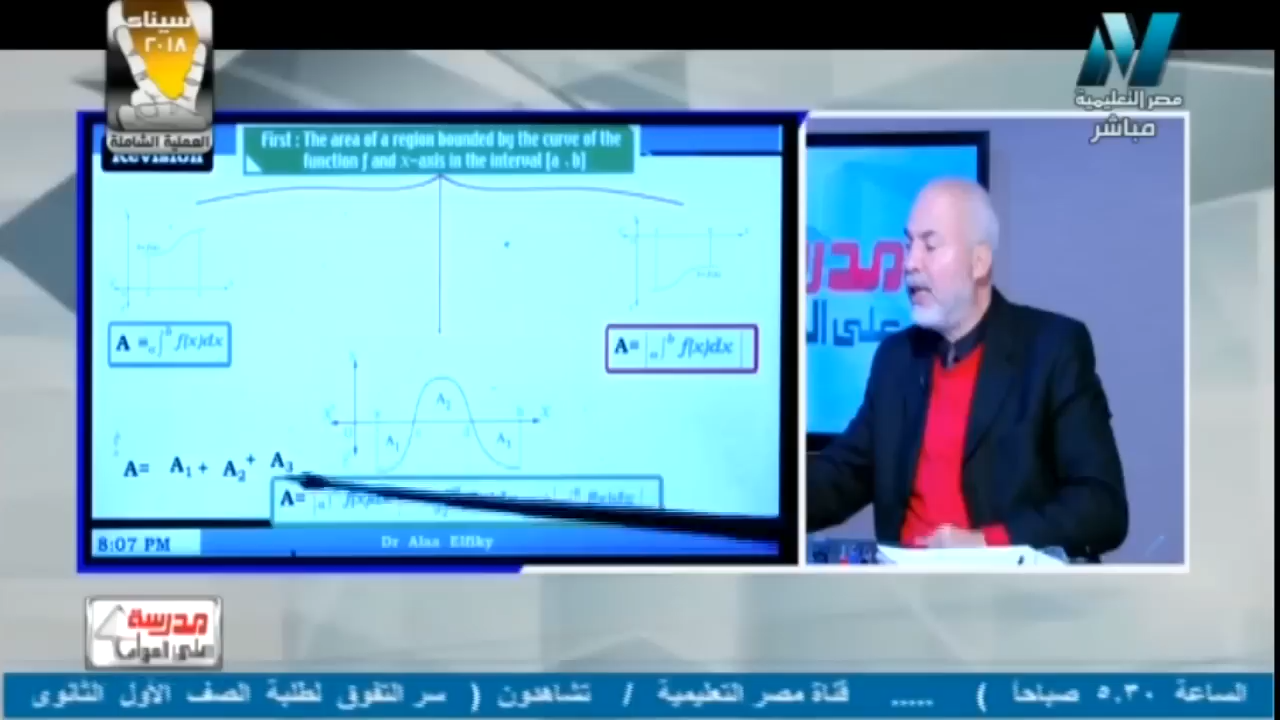 سيناء
٢٠١٨
العملية الشاملة
مصر التعليمية
مباشر
Revision
First : The area of a region bounded by the curve of the
function f and x-axis in the interval [a , b]
A = ₐ∫ᵇ f(x)dx
A= | ₐ∫ᵇ f(x)dx |
A₂
A₁
A₃
A= A₁ + A₂ + A₃
A=
8:07 PM
Dr Alaa Elfiky
مدرسة
على الهواء
الساعة ٥.٣٠ صباحاً ) ..... قناة مصر التعليمية / تشاهدون ( سر التفوق لطلبة الصف الأول الثانوى